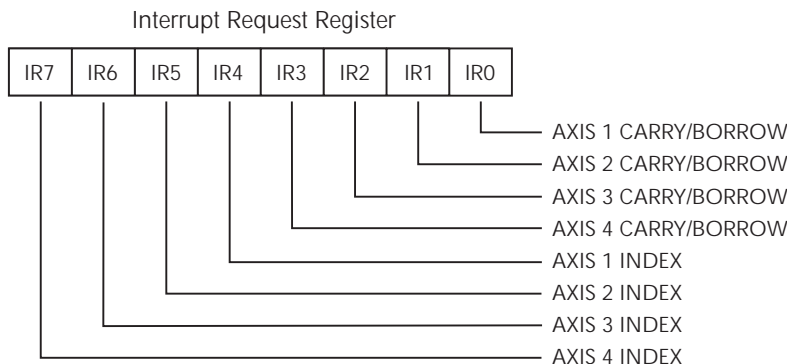 Interrupt Request Register
IR7 IR6 IR5 IR4 IR3 IR2 IR1 IR0
AXIS 1 CARRY/BORROW
AXIS 2 CARRY/BORROW
AXIS 3 CARRY/BORROW
AXIS 4 CARRY/BORROW
AXIS 1 INDEX
AXIS 2 INDEX
AXIS 3 INDEX
AXIS 4 INDEX